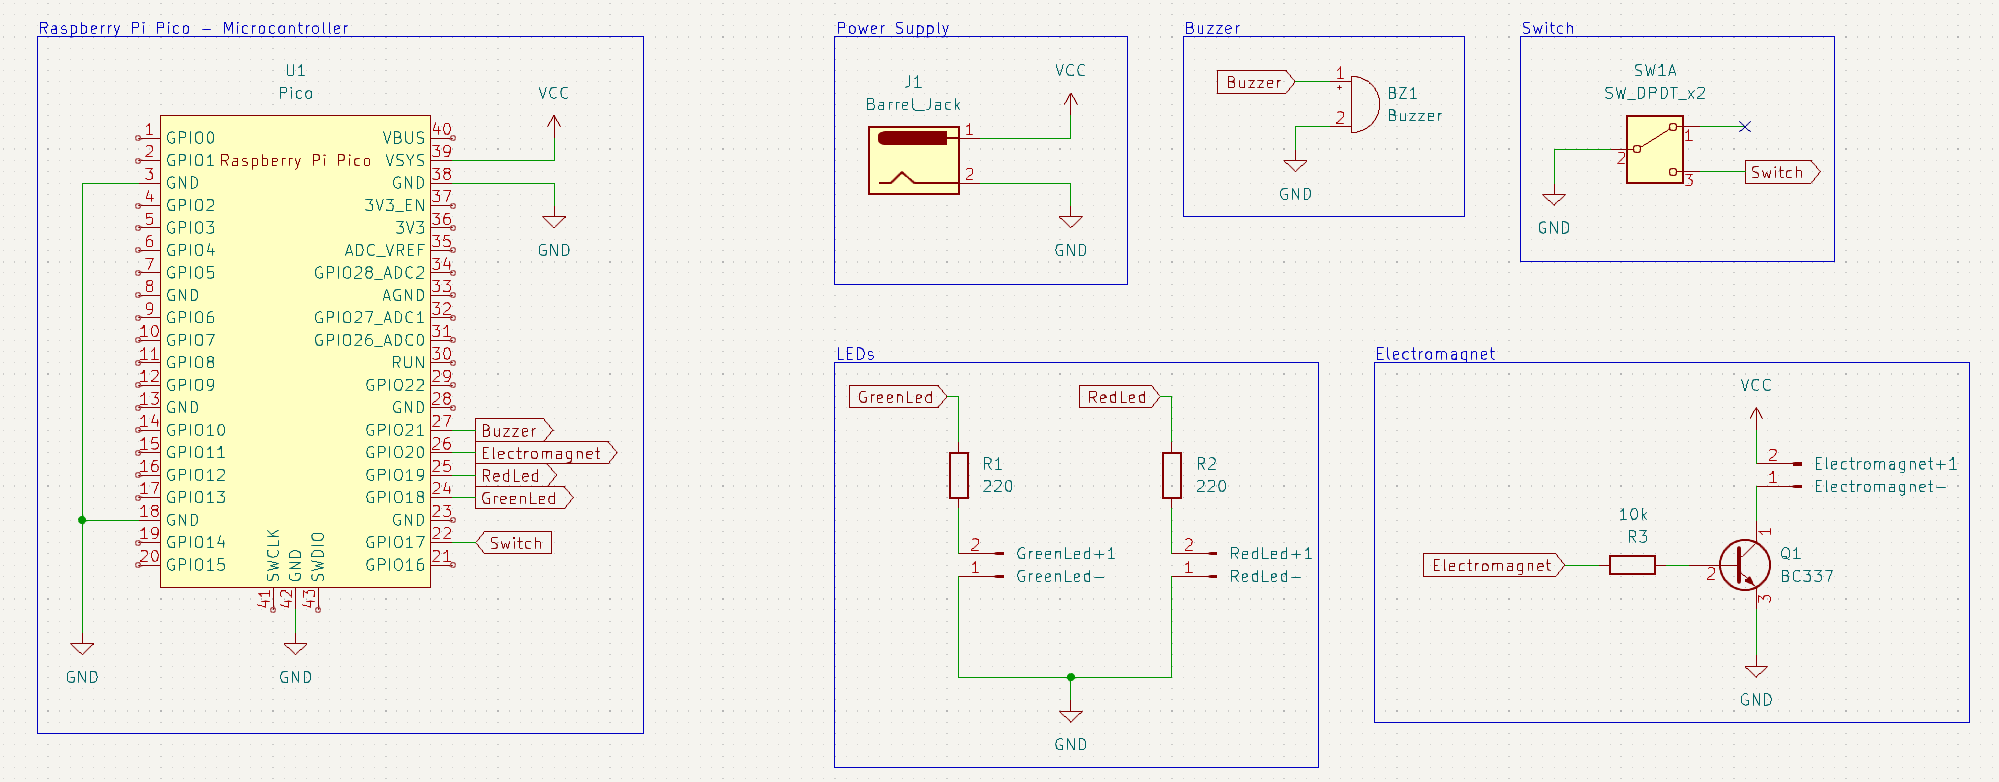 Raspberry Pi Pico - Microcontroller
U1
Pico
VCC
Raspberry Pi Pico
1 GPIO0
2 GPIO1
3 GND
4 GPIO2
5 GPIO3
6 GPIO4
7 GPIO5
8 GND
9 GPIO6
10 GPIO7
11 GPIO8
12 GPIO9
13 GND
14 GPIO10
15 GPIO11
16 GPIO12
17 GPIO13
18 GND
19 GPIO14
20 GPIO15
VBUS 40
VSYS 39
GND 38
3V3_EN 37
3V3 36
ADC_VREF 35
GPIO28_ADC2 34
AGND 33
GPIO27_ADC1 32
GPIO26_ADC0 31
RUN 30
GPIO22 29
GND 28
GPIO21 27
GPIO20 26
GPIO19 25
GPIO18 24
GND 23
GPIO17 22
GPIO16 21
SWCLK 41
GND 42
SWDIO 43
GND
Buzzer
Electromagnet
RedLed
GreenLed
Switch
GND
GND
Power Supply
J1
Barrel_Jack
VCC
1
2
GND
Buzzer
Buzzer
1
+
2
BZ1
Buzzer
GND
Switch
SW1A
SW_DPDT_x2
1
2
3
Switch
GND
LEDs
GreenLed
RedLed
R1
220
R2
220
2 GreenLed+1
1 GreenLed-
2 RedLed+1
1 RedLed-
GND
Electromagnet
VCC
2 Electromagnet+1
1 Electromagnet-
10k
R3
Electromagnet
1
2
3
Q1
BC337
GND